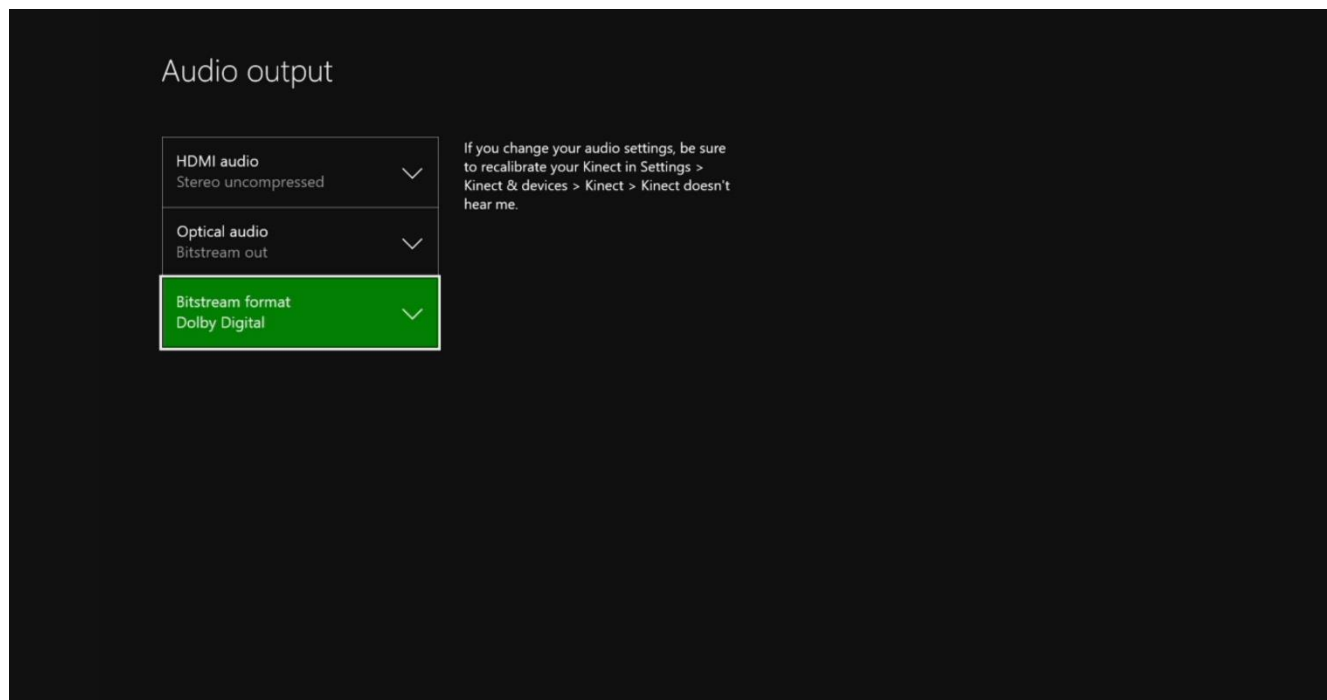 Audio output
HDMI audio
Stereo uncompressed
Optical audio
Bitstream out
Bitstream format
Dolby Digital
If you change your audio settings, be sure
to recalibrate your Kinect in Settings >
Kinect & devices > Kinect > Kinect doesn't
hear me.